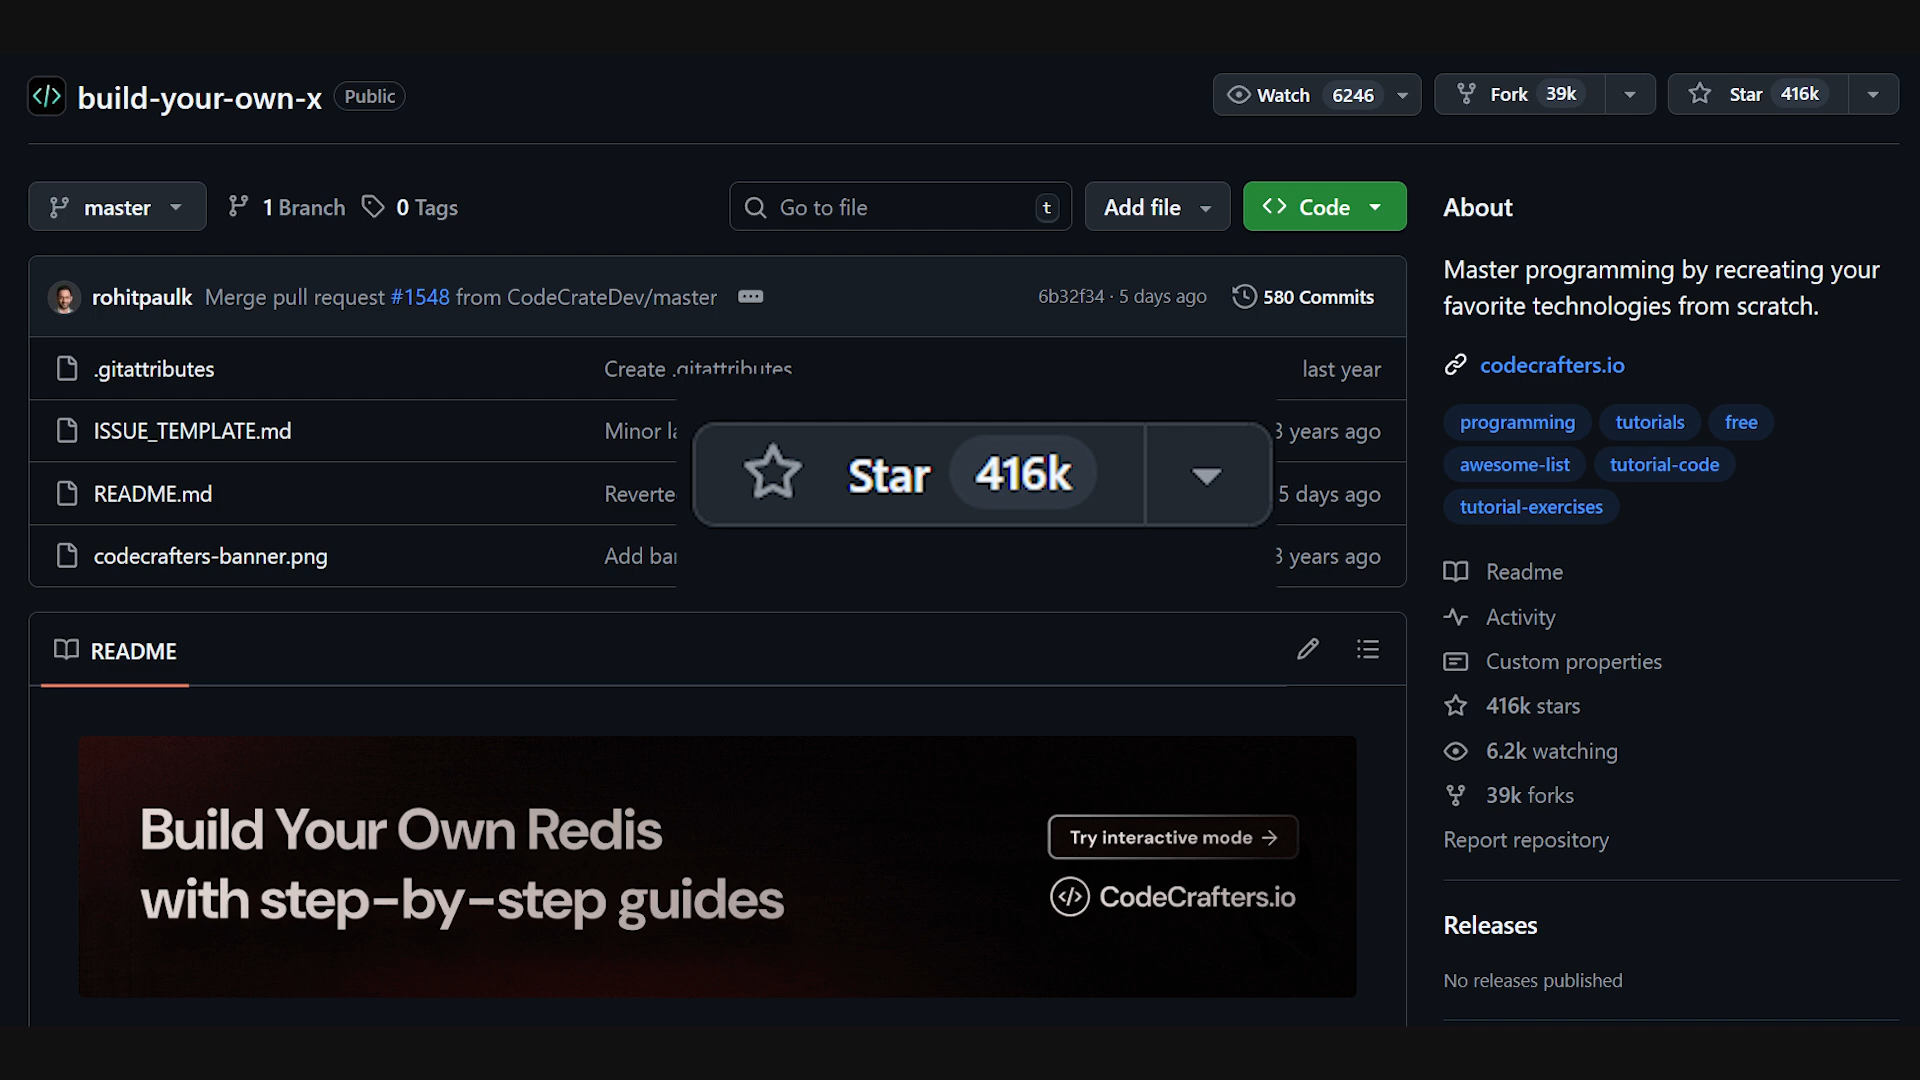 build-your-own-x Public
Watch 6246
Fork 39k
Star 416k
master
1 Branch
0 Tags
Go to file t
Add file
Code
rohitpaulk Merge pull request #1548 from CodeCrateDev/master
6b32f34 · 5 days ago
580 Commits
.gitattributes Create .gitattributes last year
ISSUE_TEMPLATE.md Minor 3 years ago
README.md 5 days ago
codecrafters-banner.png Add 3 years ago
Star 416k
README
Build Your Own Redis
with step-by-step guides
Try interactive mode →
CodeCrafters.io
About
Master programming by recreating your
favorite technologies from scratch.
codecrafters.io
programming tutorials free
awesome-list tutorial-code
tutorial-exercises
Readme
Activity
Custom properties
416k stars
6.2k watching
39k forks
Report repository
Releases
No releases published